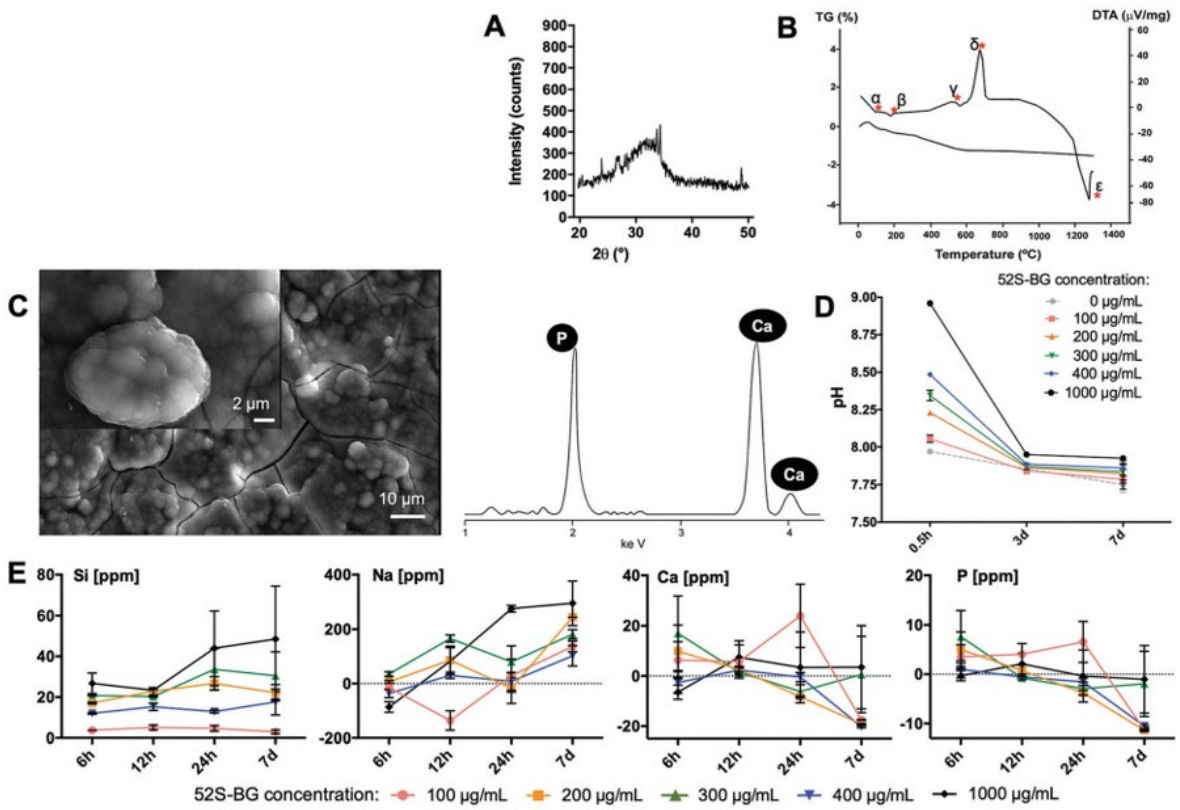 A
Intensity (counts)
900
800
700
600
500
400
300
200
100
0
20 30 40 50
2θ (°)
B
TG (%)
DTA (μV/mg)
4
2
0
-2
-4
60
40
20
0
-20
-40
-60
-80
α
β
γ
δ
ε
0 200 400 600 800 1000 1200 1400
Temperature (ºC)
C
2 μm
10 μm
P
Ca
Ca
1 2 3 4
ke V
D
52S-BG concentration:
0 μg/mL
100 μg/mL
200 μg/mL
300 μg/mL
400 μg/mL
1000 μg/mL
pH
9.00
8.50
8.25
8.00
7.75
7.50
0.5h 3d 7d
E
Si [ppm]
80
60
40
20
0
6h 12h 24h 7d
Na [ppm]
400
200
0
-200
6h 12h 24h 7d
Ca [ppm]
40
20
0
-20
6h 12h 24h 7d
P [ppm]
20
10
0
-10
6h 12h 24h 7d
52S-BG concentration: 100 μg/mL 200 μg/mL 300 μg/mL 400 μg/mL 1000 μg/mL